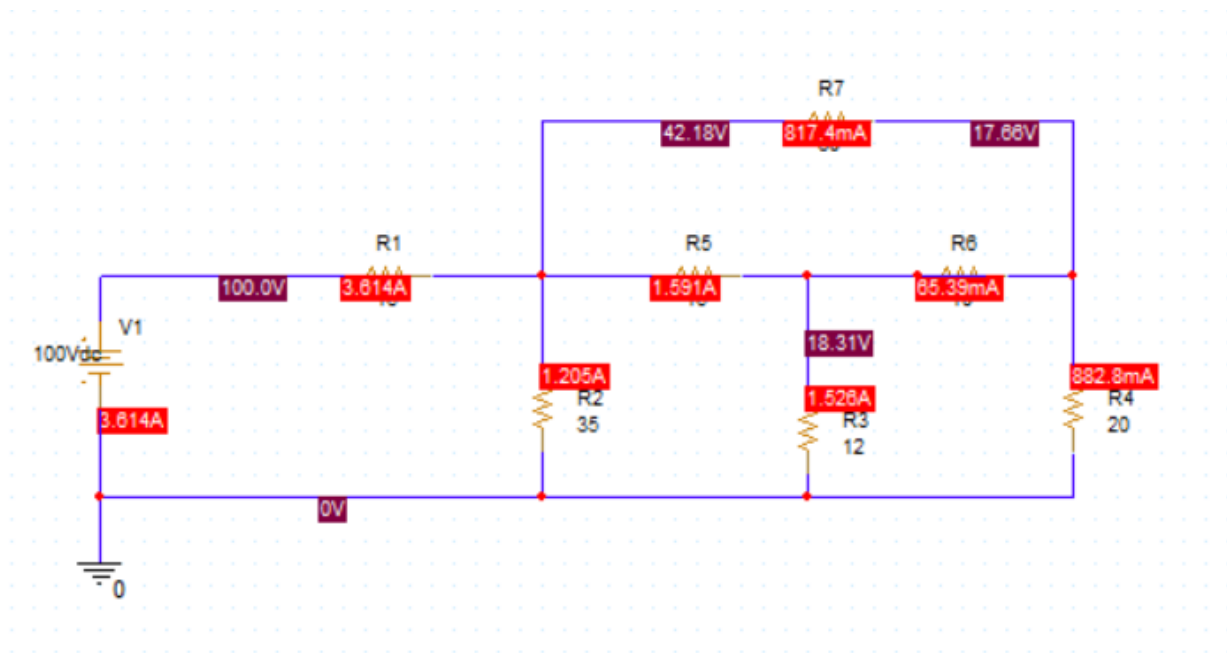 R7
42.18V
817.4mA
17.66V
R1
R5
R6
100.0V
3.614A
1.591A
65.39mA
V1
100Vdc
18.31V
1.205A
882.8mA
R2
1.526A
R4
3.614A
35
R3
20
12
0V
0